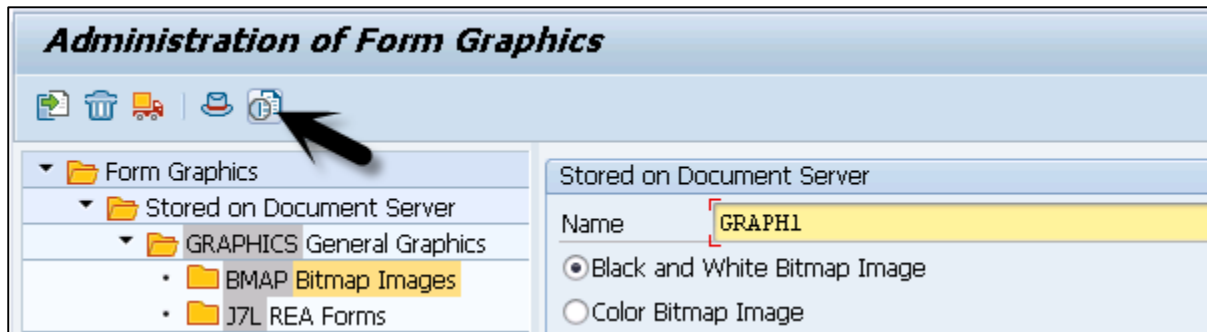 Administration of Form Graphics
Form Graphics
Stored on Document Server
GRAPHICS General Graphics
BMAP Bitmap Images
J7L REA Forms
Stored on Document Server
Name GRAPH1
Black and White Bitmap Image
Color Bitmap Image